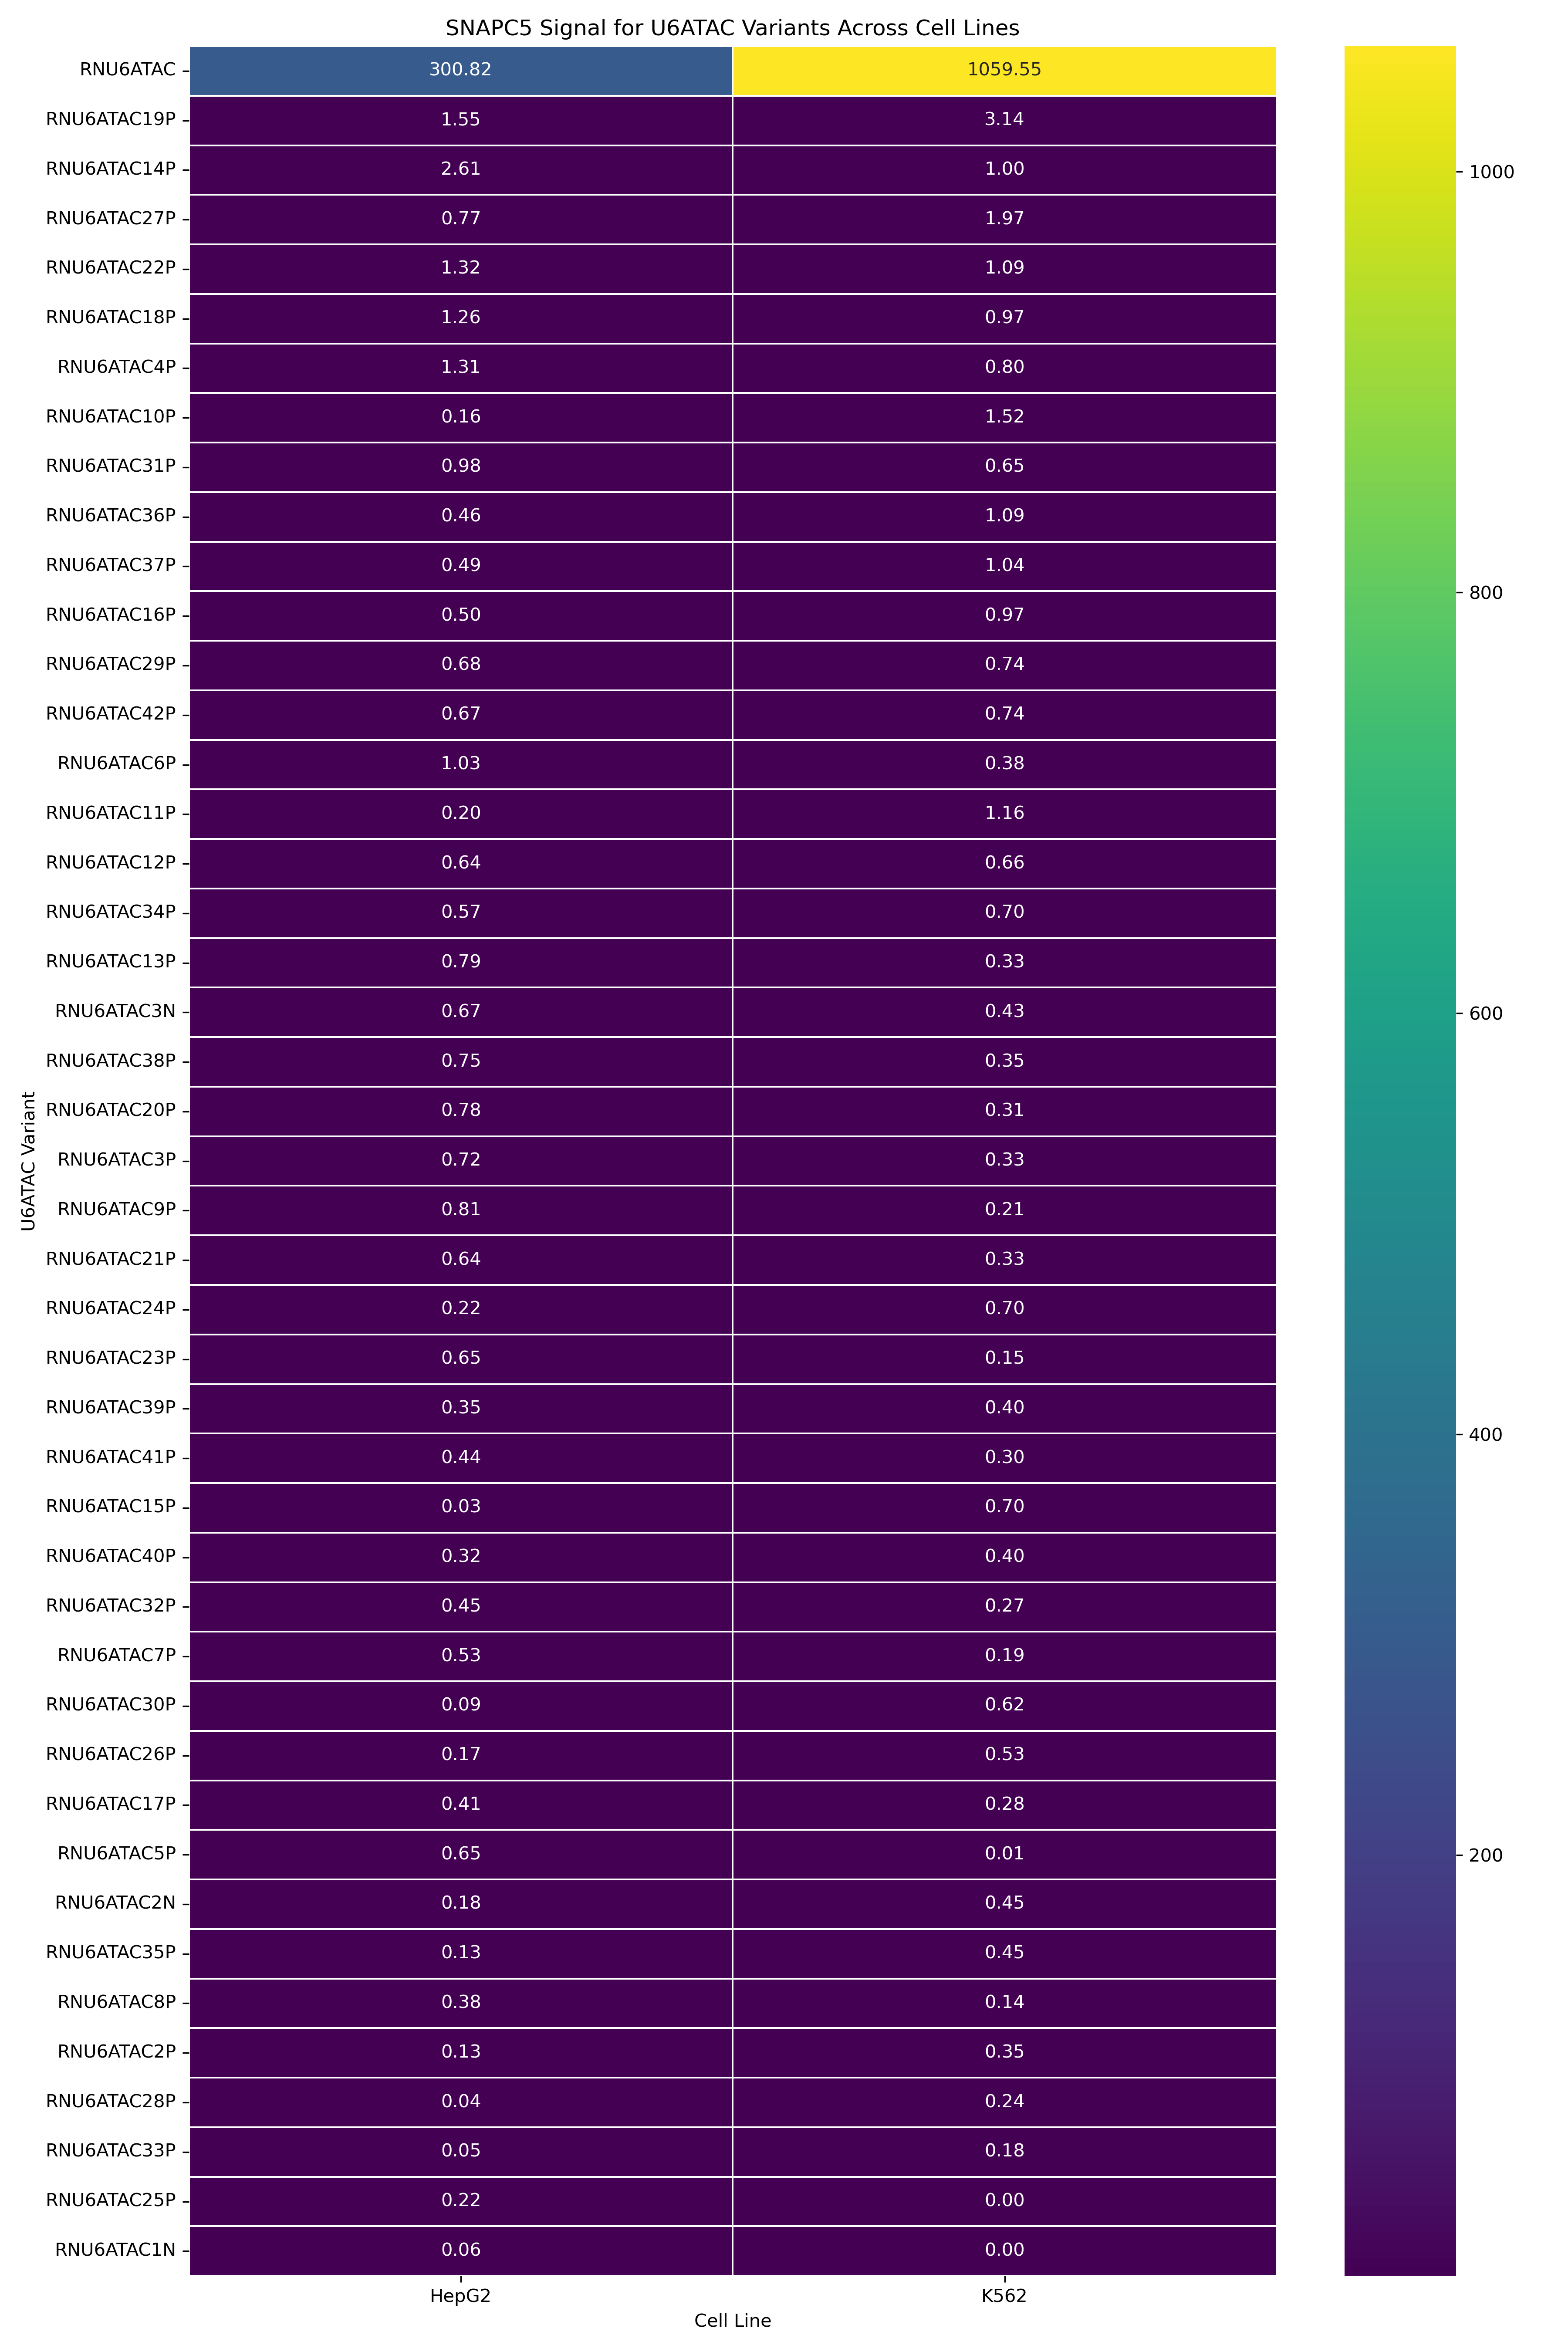 SNAPC5 Signal for U6ATAC Variants Across Cell Lines
RNU6ATAC 300.82 1059.55
RNU6ATAC19P 1.55 3.14
RNU6ATAC14P 2.61 1.00
RNU6ATAC27P 0.77 1.97
RNU6ATAC22P 1.32 1.09
RNU6ATAC18P 1.26 0.97
RNU6ATAC4P 1.31 0.80
RNU6ATAC10P 0.16 1.52
RNU6ATAC31P 0.98 0.65
RNU6ATAC36P 0.46 1.09
RNU6ATAC37P 0.49 1.04
RNU6ATAC16P 0.50 0.97
RNU6ATAC29P 0.68 0.74
RNU6ATAC42P 0.67 0.74
RNU6ATAC6P 1.03 0.38
RNU6ATAC11P 0.20 1.16
RNU6ATAC12P 0.64 0.66
RNU6ATAC34P 0.57 0.70
RNU6ATAC13P 0.79 0.33
RNU6ATAC3N 0.67 0.43
RNU6ATAC38P 0.75 0.35
RNU6ATAC20P 0.78 0.31
RNU6ATAC3P 0.72 0.33
RNU6ATAC9P 0.81 0.21
RNU6ATAC21P 0.64 0.33
RNU6ATAC24P 0.22 0.70
RNU6ATAC23P 0.65 0.15
RNU6ATAC39P 0.35 0.40
RNU6ATAC41P 0.44 0.30
RNU6ATAC15P 0.03 0.70
RNU6ATAC40P 0.32 0.40
RNU6ATAC32P 0.45 0.27
RNU6ATAC7P 0.53 0.19
RNU6ATAC30P 0.09 0.62
RNU6ATAC26P 0.17 0.53
RNU6ATAC17P 0.41 0.28
RNU6ATAC5P 0.65 0.01
RNU6ATAC2N 0.18 0.45
RNU6ATAC35P 0.13 0.45
RNU6ATAC8P 0.38 0.14
RNU6ATAC2P 0.13 0.35
RNU6ATAC28P 0.04 0.24
RNU6ATAC33P 0.05 0.18
RNU6ATAC25P 0.22 0.00
RNU6ATAC1N 0.06 0.00
HepG2 K562
Cell Line
U6ATAC Variant
1000
800
600
400
200